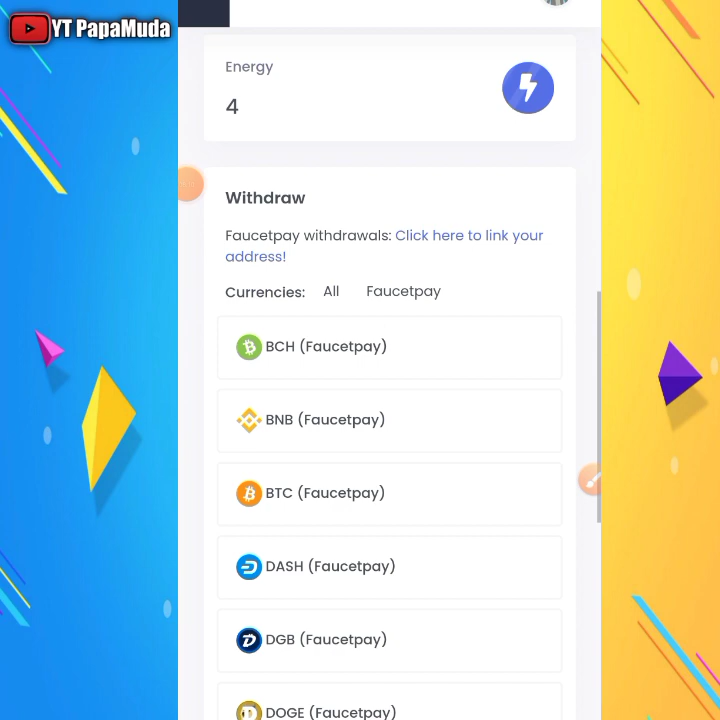 YT PapaMuda
Energy
4
Withdraw
Faucetpay withdrawals: Click here to link your
address!
Currencies: All Faucetpay
BCH (Faucetpay)
BNB (Faucetpay)
BTC (Faucetpay)
DASH (Faucetpay)
DGB (Faucetpay)
DOGE (Faucetpay)